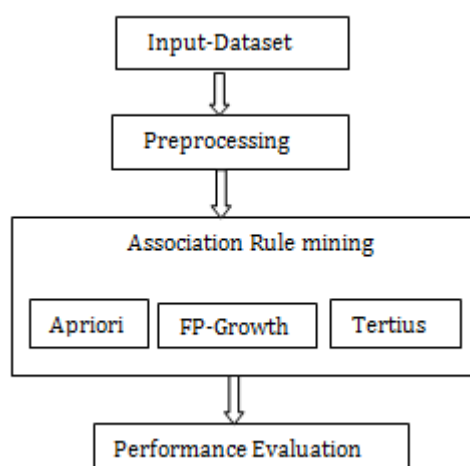 Input-Dataset
Preprocessing
Association Rule mining
Apriori
FP-Growth
Tertius
Performance Evaluation